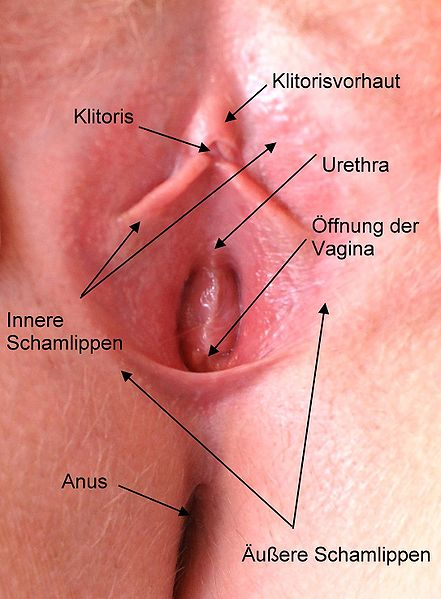 Klitorisvorhaut
Klitoris
Urethra
Öffnung der
Vagina
Innere
Schamlippen
Anus
Äußere Schamlippen